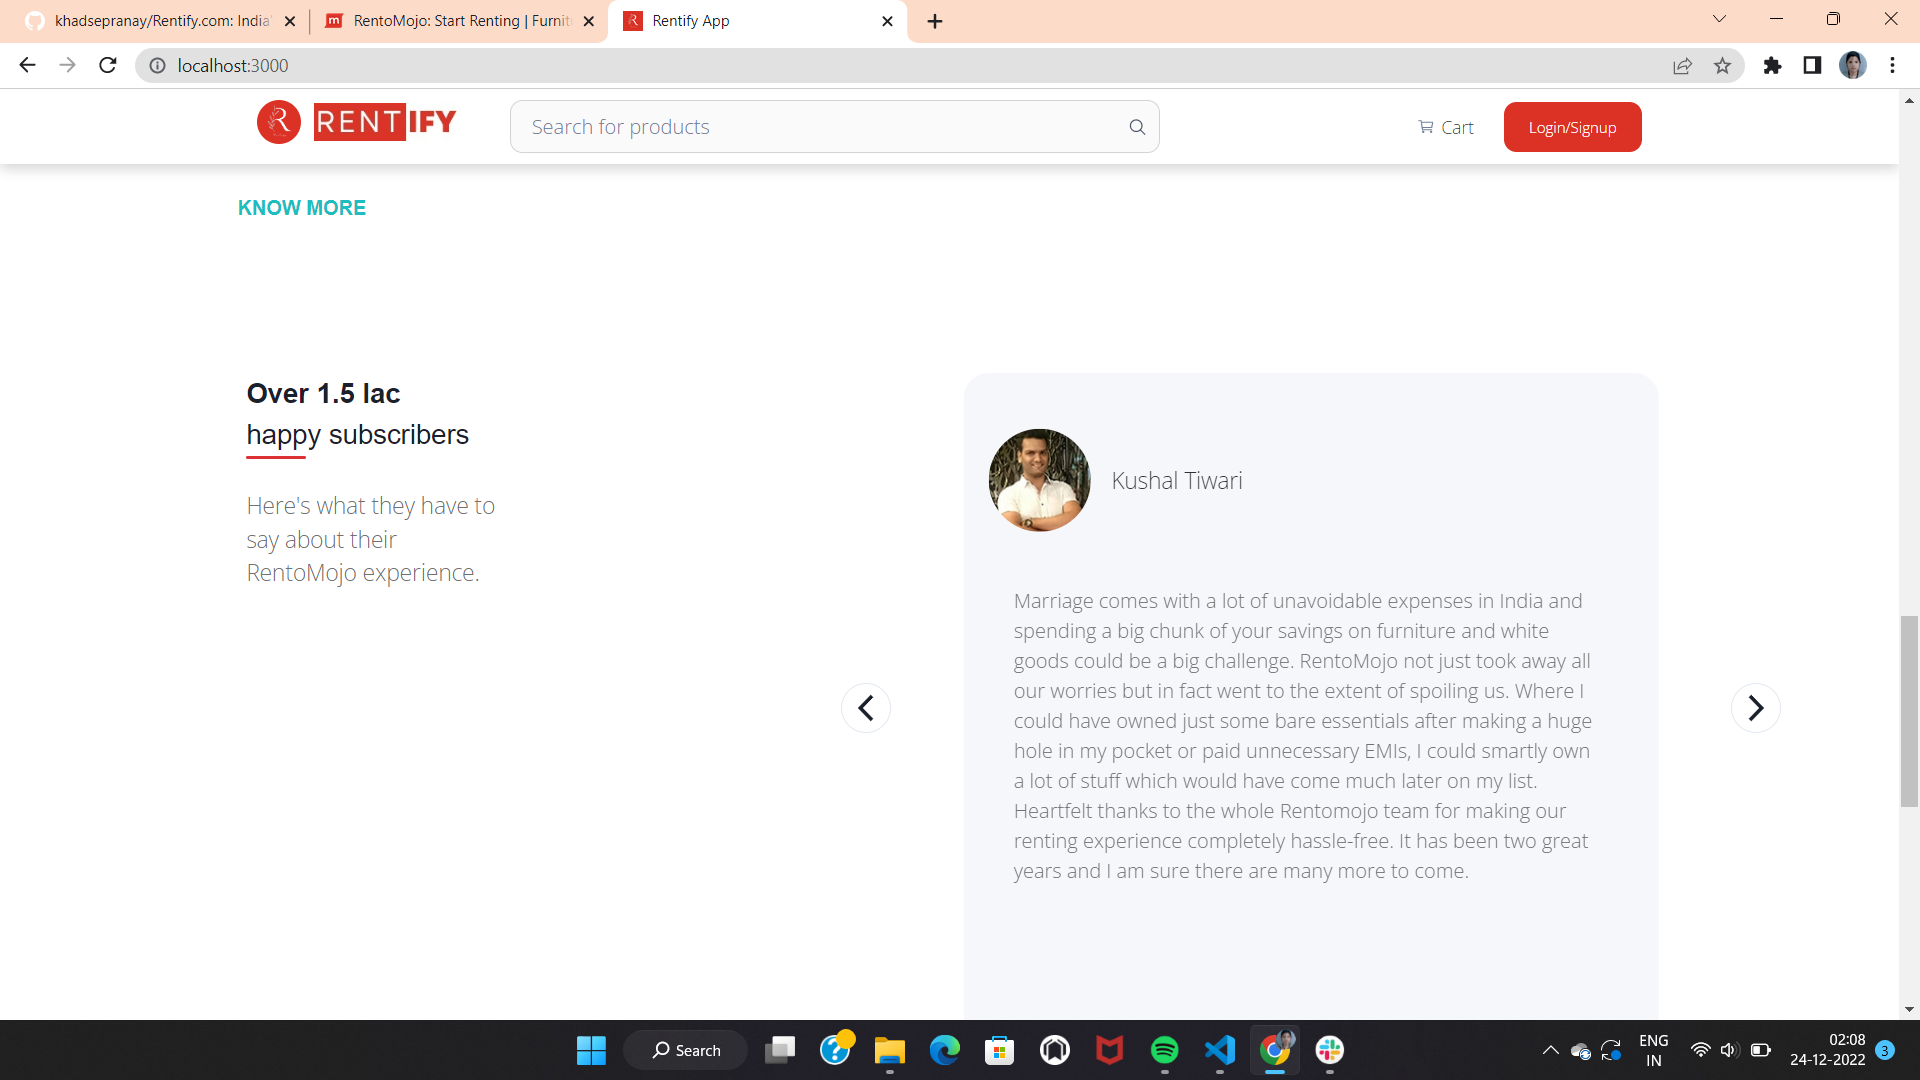 khadsepranay/Rentify.com: India'
RentoMojo: Start Renting | Furnit
Rentify App
localhost:3000
R RENTIFY
Search for products
Cart
Login/Signup
KNOW MORE
Over 1.5 lac
happy subscribers
Here's what they have to
say about their
RentoMojo experience.
Kushal Tiwari
Marriage comes with a lot of unavoidable expenses in India and
spending a big chunk of your savings on furniture and white
goods could be a big challenge. RentoMojo not just took away all
our worries but in fact went to the extent of spoiling us. Where I
could have owned just some bare essentials after making a huge
hole in my pocket or paid unnecessary EMIs, I could smartly own
a lot of stuff which would have come much later on my list.
Heartfelt thanks to the whole Rentomojo team for making our
renting experience completely hassle-free. It has been two great
years and I am sure there are many more to come.
Search
ENG
IN
02:08
24-12-2022
3